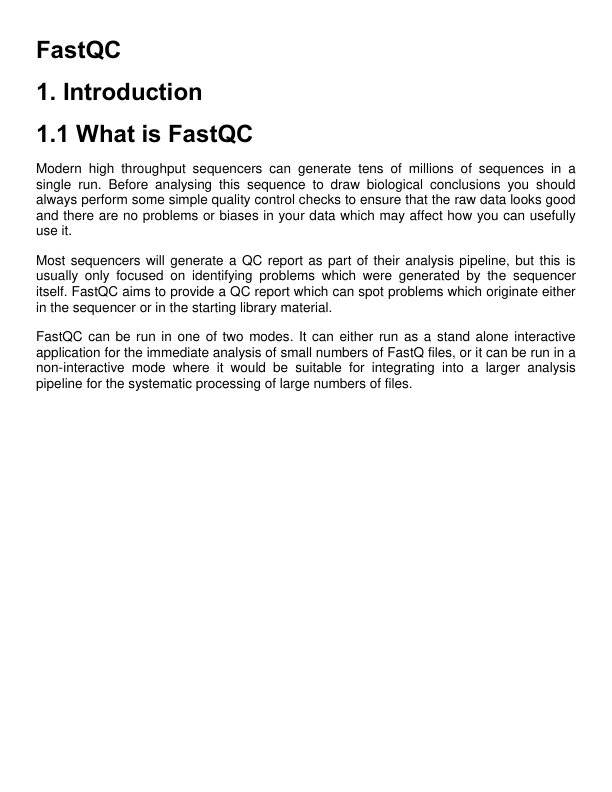 FastQC
1. Introduction
1.1 What is FastQC
Modern high throughput sequencers can generate tens of millions of sequences in a
single run. Before analysing this sequence to draw biological conclusions you should
always perform some simple quality control checks to ensure that the raw data looks good
and there are no problems or biases in your data which may affect how you can usefully
use it.
Most sequencers will generate a QC report as part of their analysis pipeline, but this is
usually only focused on identifying problems which were generated by the sequencer
itself. FastQC aims to provide a QC report which can spot problems which originate either
in the sequencer or in the starting library material.
FastQC can be run in one of two modes. It can either run as a stand alone interactive
application for the immediate analysis of small numbers of FastQ files, or it can be run in a
non-interactive mode where it would be suitable for integrating into a larger analysis
pipeline for the systematic processing of large numbers of files.